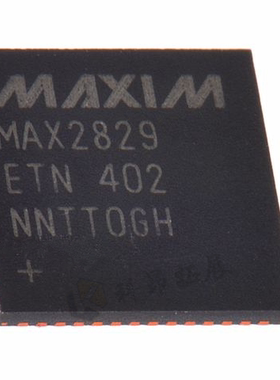 MAXIM
MAX2829
ETN 402
NNTTOGH
+